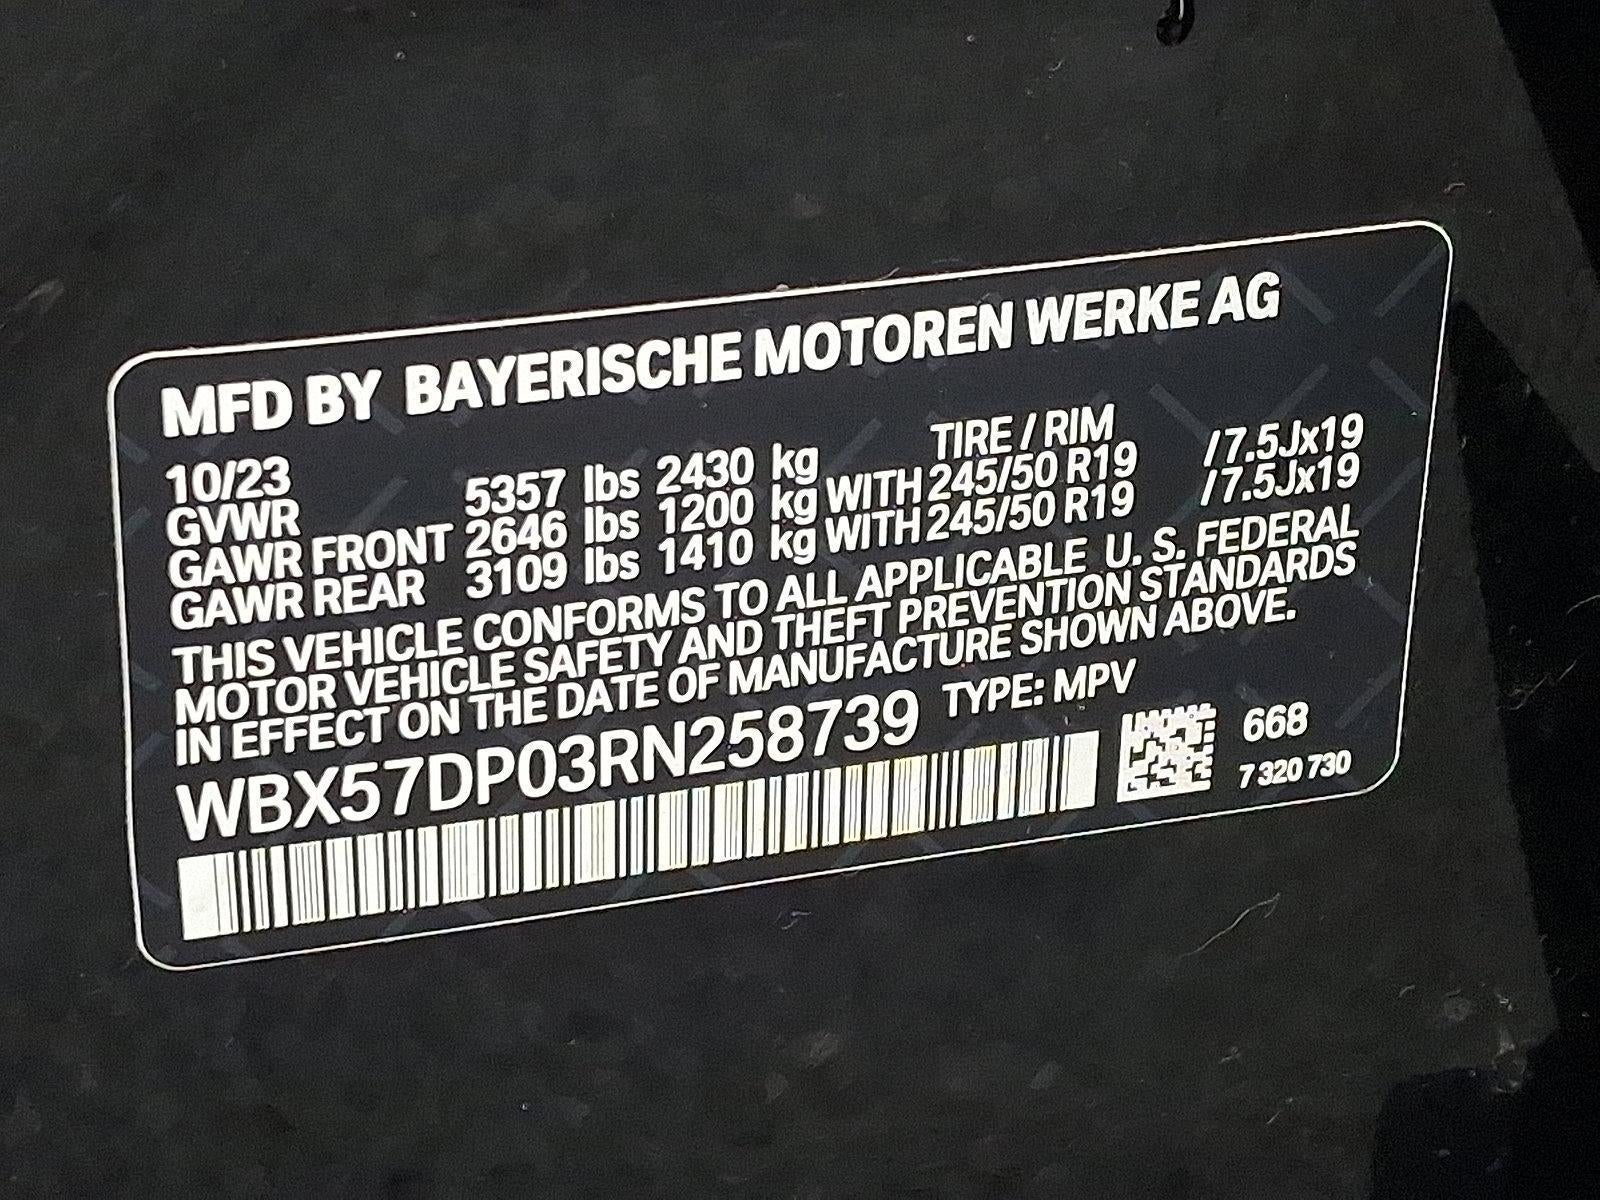 MFD BY BAYERISCHE MOTOREN WERKE AG
10/23 TIRE / RIM
GVWR 5357 lbs 2430 kg
GAWR FRONT 2646 lbs 1200 kg WITH 245/50 R19 /7.5Jx19
GAWR REAR 3109 lbs 1410 kg WITH 245/50 R19 /7.5Jx19
THIS VEHICLE CONFORMS TO ALL APPLICABLE U. S. FEDERAL
MOTOR VEHICLE SAFETY AND THEFT PREVENTION STANDARDS
IN EFFECT ON THE DATE OF MANUFACTURE SHOWN ABOVE.
WBX57DP03RN258739 TYPE: MPV
668
7 320 730